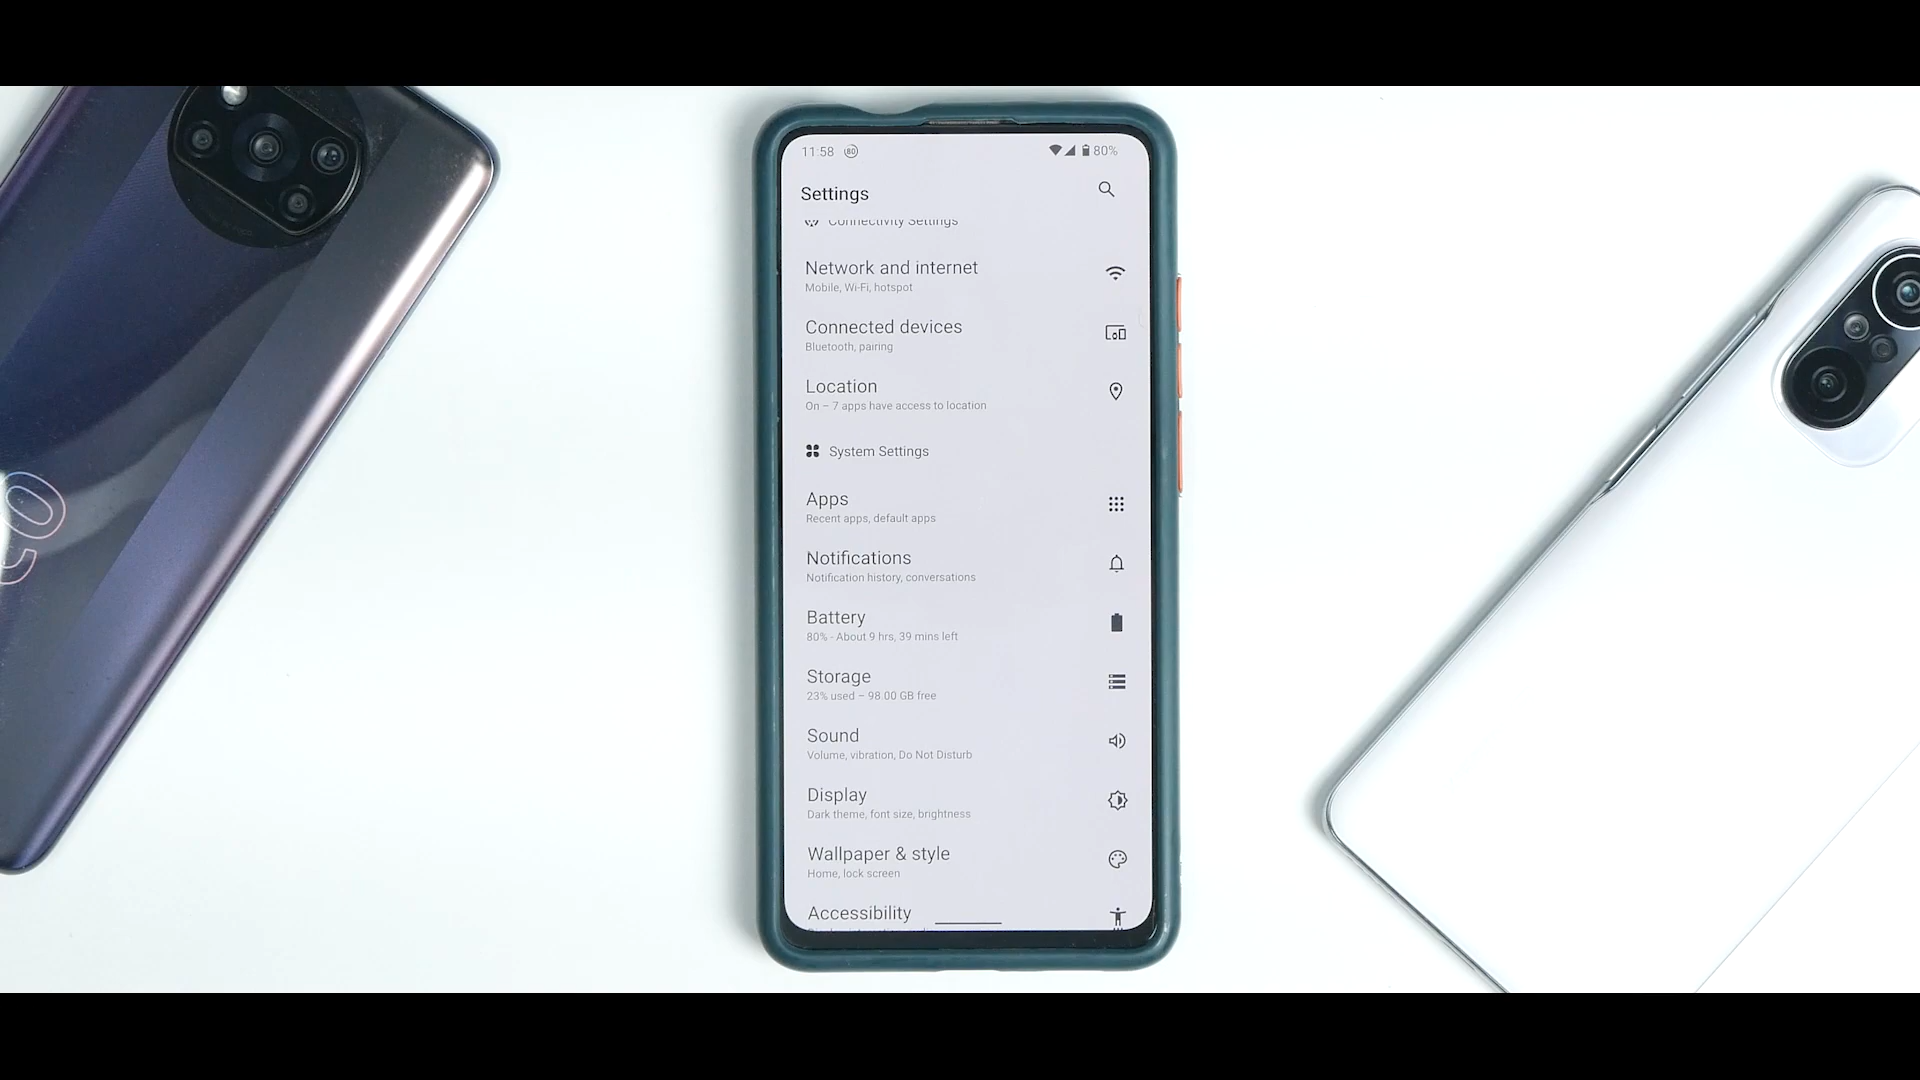 11:58 80 80%
Settings
Connectivity Settings
Network and internet
Mobile, Wi-Fi, hotspot
Connected devices
Bluetooth, pairing
Location
On – 7 apps have access to location
System Settings
Apps
Recent apps, default apps
Notifications
Notification history, conversations
Battery
80% - About 9 hrs, 39 mins left
Storage
23% used – 98.00 GB free
Sound
Volume, vibration, Do Not Disturb
Display
Dark theme, font size, brightness
Wallpaper & style
Home, lock screen
Accessibility